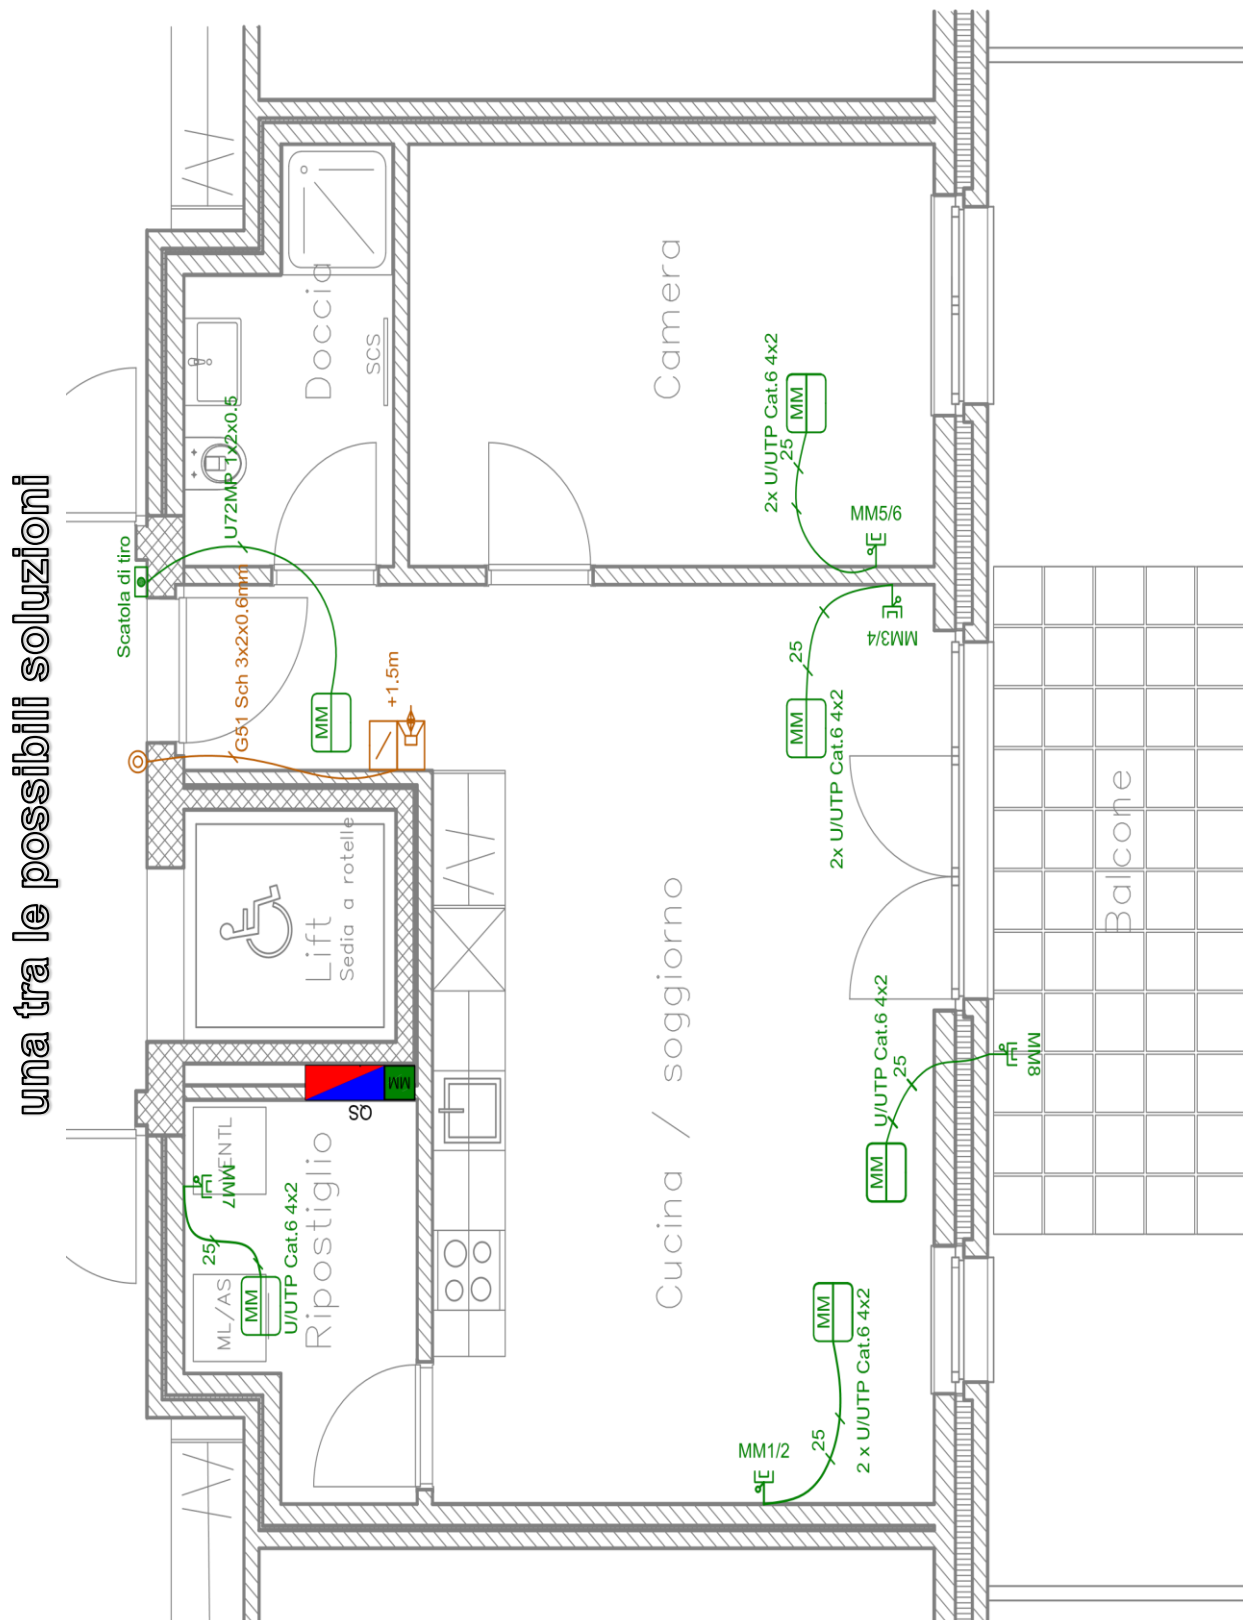 una tra le possibili soluzioni
Doccia
SCS
Camera
U72MP 1x2x0.5
Scatola di tiro
G51 Sch 3x2x0.6mm
MM
+1.5m
2x U/UTP Cat.6 4x2
25
MM
MM5/6
MM3/4
25
MM
2x U/UTP Cat.6 4x2
Lift
Sedia a rotelle
Cucina / soggiorno
Balcone
MM
QS
U/UTP Cat.6 4x2
25
MM8
MM
VENTL
MM7
25
ML/AS
MM
U/UTP Cat.6 4x2
Ripostiglio
MM
2 x U/UTP Cat.6 4x2
25
MM1/2